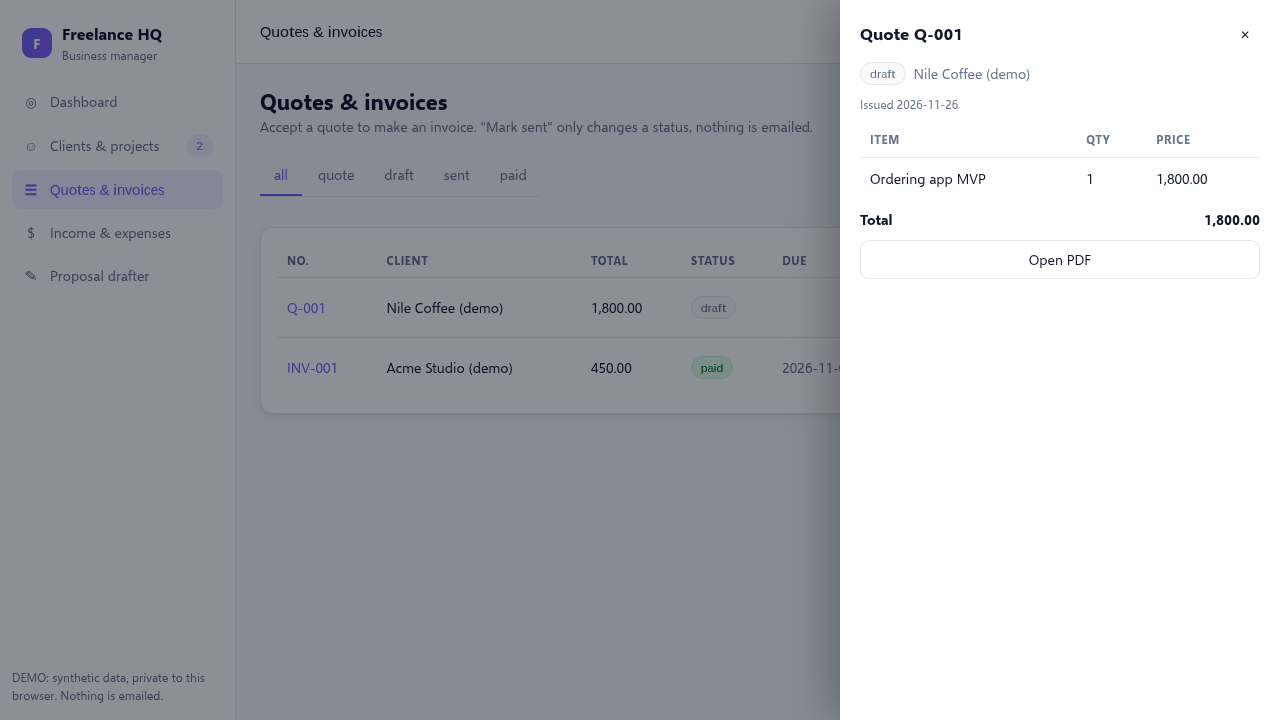 F
Freelance HQ
Business manager
◎ Dashboard
☺ Clients & projects 2
☰ Quotes & invoices
$ Income & expenses
✎ Proposal drafter
DEMO: synthetic data, private to this
browser. Nothing is emailed.
Quotes & invoices
Quotes & invoices
Accept a quote to make an invoice. "Mark sent" only changes a status, nothing is emailed.
all quote draft sent paid
NO. CLIENT TOTAL STATUS DUE
Q-001 Nile Coffee (demo) 1,800.00 draft
INV-001 Acme Studio (demo) 450.00 paid 2026-11-
Quote Q-001 ×
draft Nile Coffee (demo)
Issued 2026-11-26
ITEM QTY PRICE
Ordering app MVP 1 1,800.00
Total 1,800.00
Open PDF